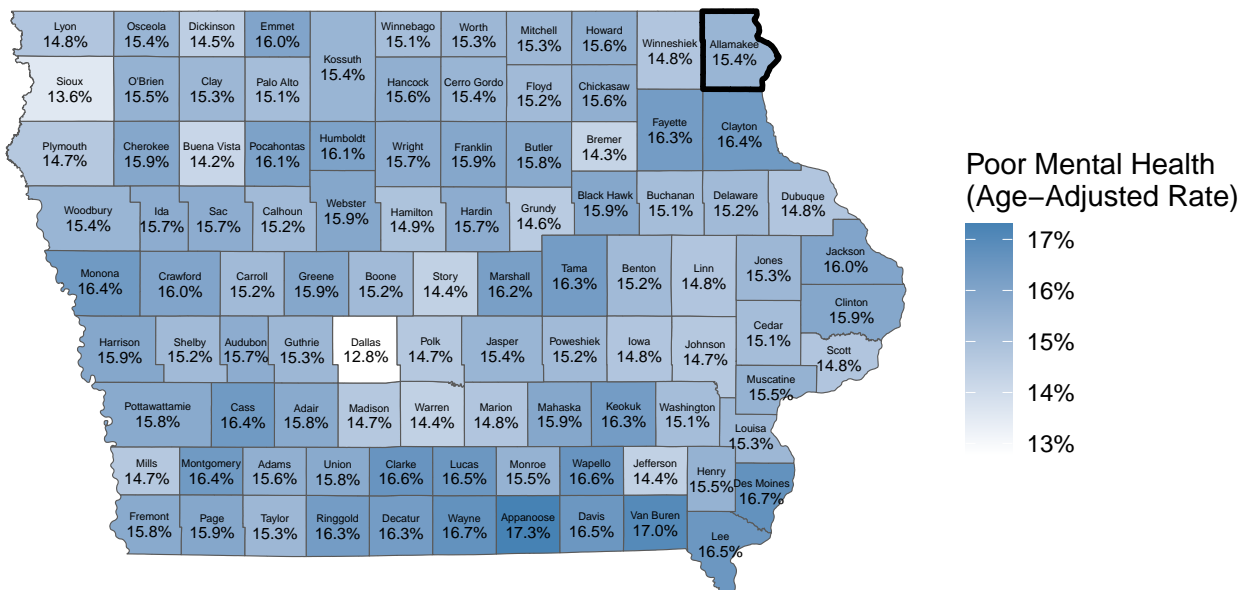 Lyon
14.8%
Osceola
15.4%
Dickinson
14.5%
Emmet
16.0%
Kossuth
15.4%
Winnebago
15.1%
Worth
15.3%
Mitchell
15.3%
Howard
15.6%
Winneshiek
14.8%
Allamakee
15.4%
Sioux
13.6%
O'Brien
15.5%
Clay
15.3%
Palo Alto
15.1%
Hancock
15.6%
Cerro Gordo
15.4%
Floyd
15.2%
Chickasaw
15.6%
Fayette
16.3%
Clayton
16.4%
Plymouth
14.7%
Cherokee
15.9%
Buena Vista
14.2%
Pocahontas
16.1%
Humboldt
16.1%
Wright
15.7%
Franklin
15.9%
Butler
15.8%
Bremer
14.3%
Woodbury
15.4%
Ida
15.7%
Sac
15.7%
Calhoun
15.2%
Webster
15.9%
Hamilton
14.9%
Hardin
15.7%
Grundy
14.6%
Black Hawk
15.9%
Buchanan
15.1%
Delaware
15.2%
Dubuque
14.8%
Monona
16.4%
Crawford
16.0%
Carroll
15.2%
Greene
15.9%
Boone
15.2%
Story
14.4%
Marshall
16.2%
Tama
16.3%
Benton
15.2%
Linn
14.8%
Jones
15.3%
Jackson
16.0%
Clinton
15.9%
Harrison
15.9%
Shelby
15.2%
Audubon
15.7%
Guthrie
15.3%
Dallas
12.8%
Polk
14.7%
Jasper
15.4%
Poweshiek
15.2%
Iowa
14.8%
Johnson
14.7%
Cedar
15.1%
Scott
14.8%
Muscatine
15.5%
Pottawattamie
15.8%
Cass
16.4%
Adair
15.8%
Madison
14.7%
Warren
14.4%
Marion
14.8%
Mahaska
15.9%
Keokuk
16.3%
Washington
15.1%
Louisa
15.3%
Mills
14.7%
Montgomery
16.4%
Adams
15.6%
Union
15.8%
Clarke
16.6%
Lucas
16.5%
Monroe
15.5%
Wapello
16.6%
Jefferson
14.4%
Henry
15.5%
Des Moines
16.7%
Fremont
15.8%
Page
15.9%
Taylor
15.3%
Ringgold
16.3%
Decatur
16.3%
Wayne
16.7%
Appanoose
17.3%
Davis
16.5%
Van Buren
17.0%
Lee
16.5%
Poor Mental Health
(Age−Adjusted Rate)
17%
16%
15%
14%
13%